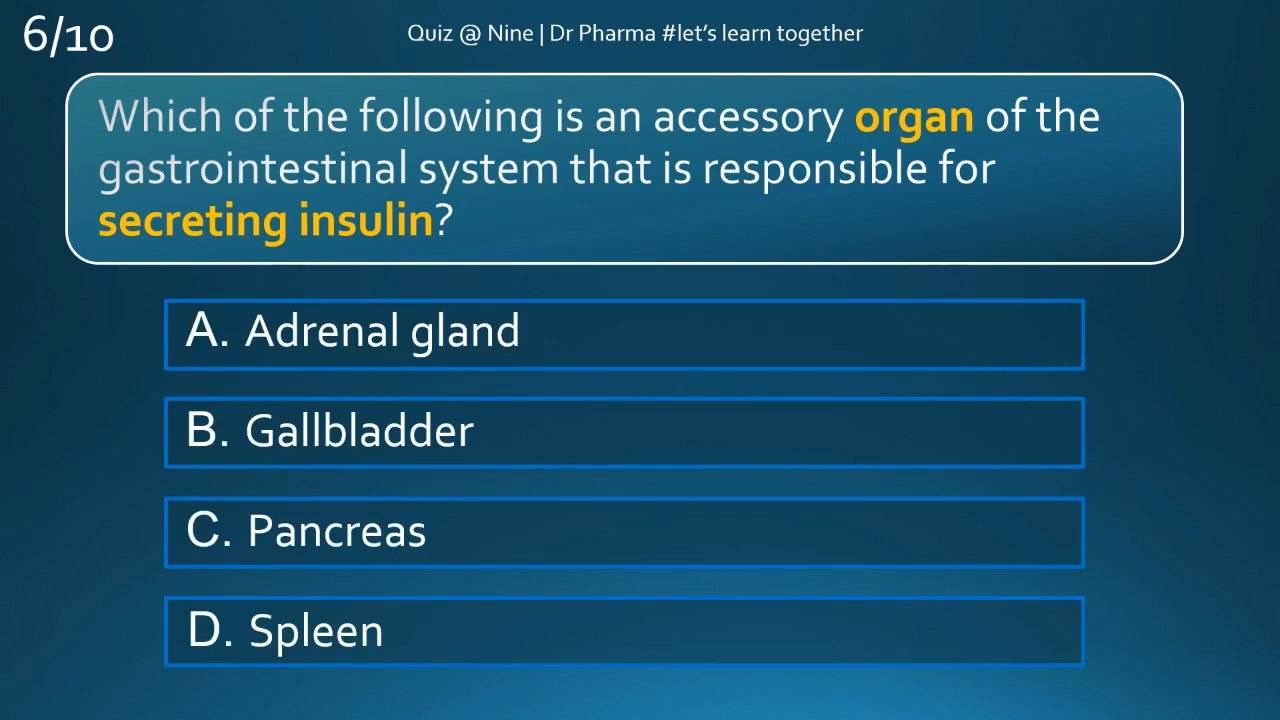 6/10
Quiz @ Nine | Dr Pharma #let's learn together
Which of the following is an accessory organ of the
gastrointestinal system that is responsible for
secreting insulin?
A. Adrenal gland
B. Gallbladder
C. Pancreas
D. Spleen